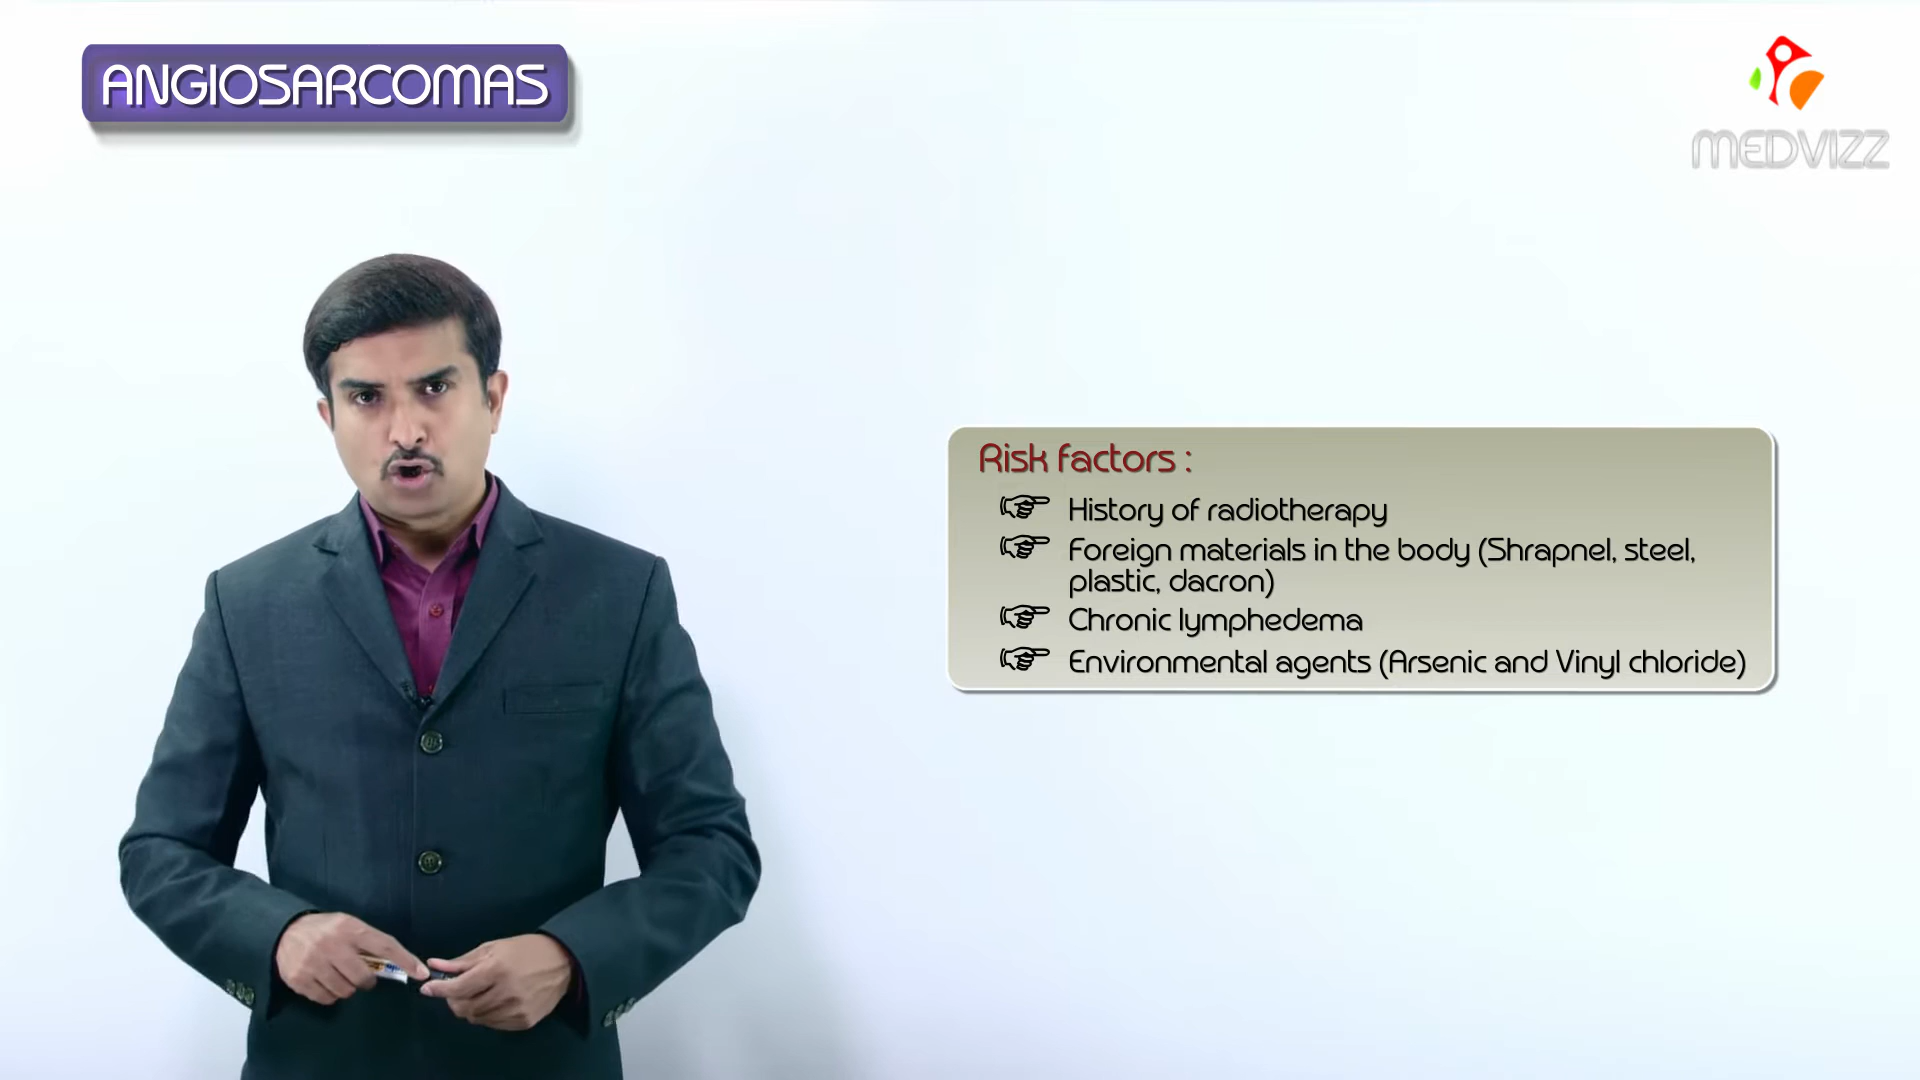 ANGIOSARCOMAS
MEDVIZZ
Risk factors :
History of radiotherapy
Foreign materials in the body (Shrapnel, steel,
plastic, dacron)
Chronic lymphedema
Environmental agents (Arsenic and Vinyl chloride)